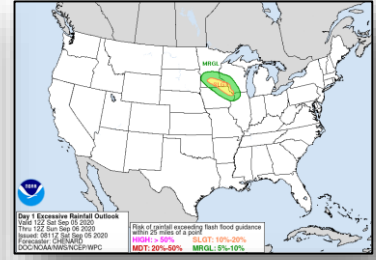 MRGL
NOAA
Day 1 Excessive Rainfall Outlook
Valid 12Z Sat Sep 05 2020
Thru 12Z Sun Sep 06 2020
Issued: 0811Z Sat Sep 05 2020
Forecaster: CHENARD
DOC/NOAA/NWS/NCEP/WPC
Risk of rainfall exceeding flash flood guidance
within 25 miles of a point
HIGH: > 50% SLGT: 10%-20%
MDT: 20%-50% MRGL: 5%-10%